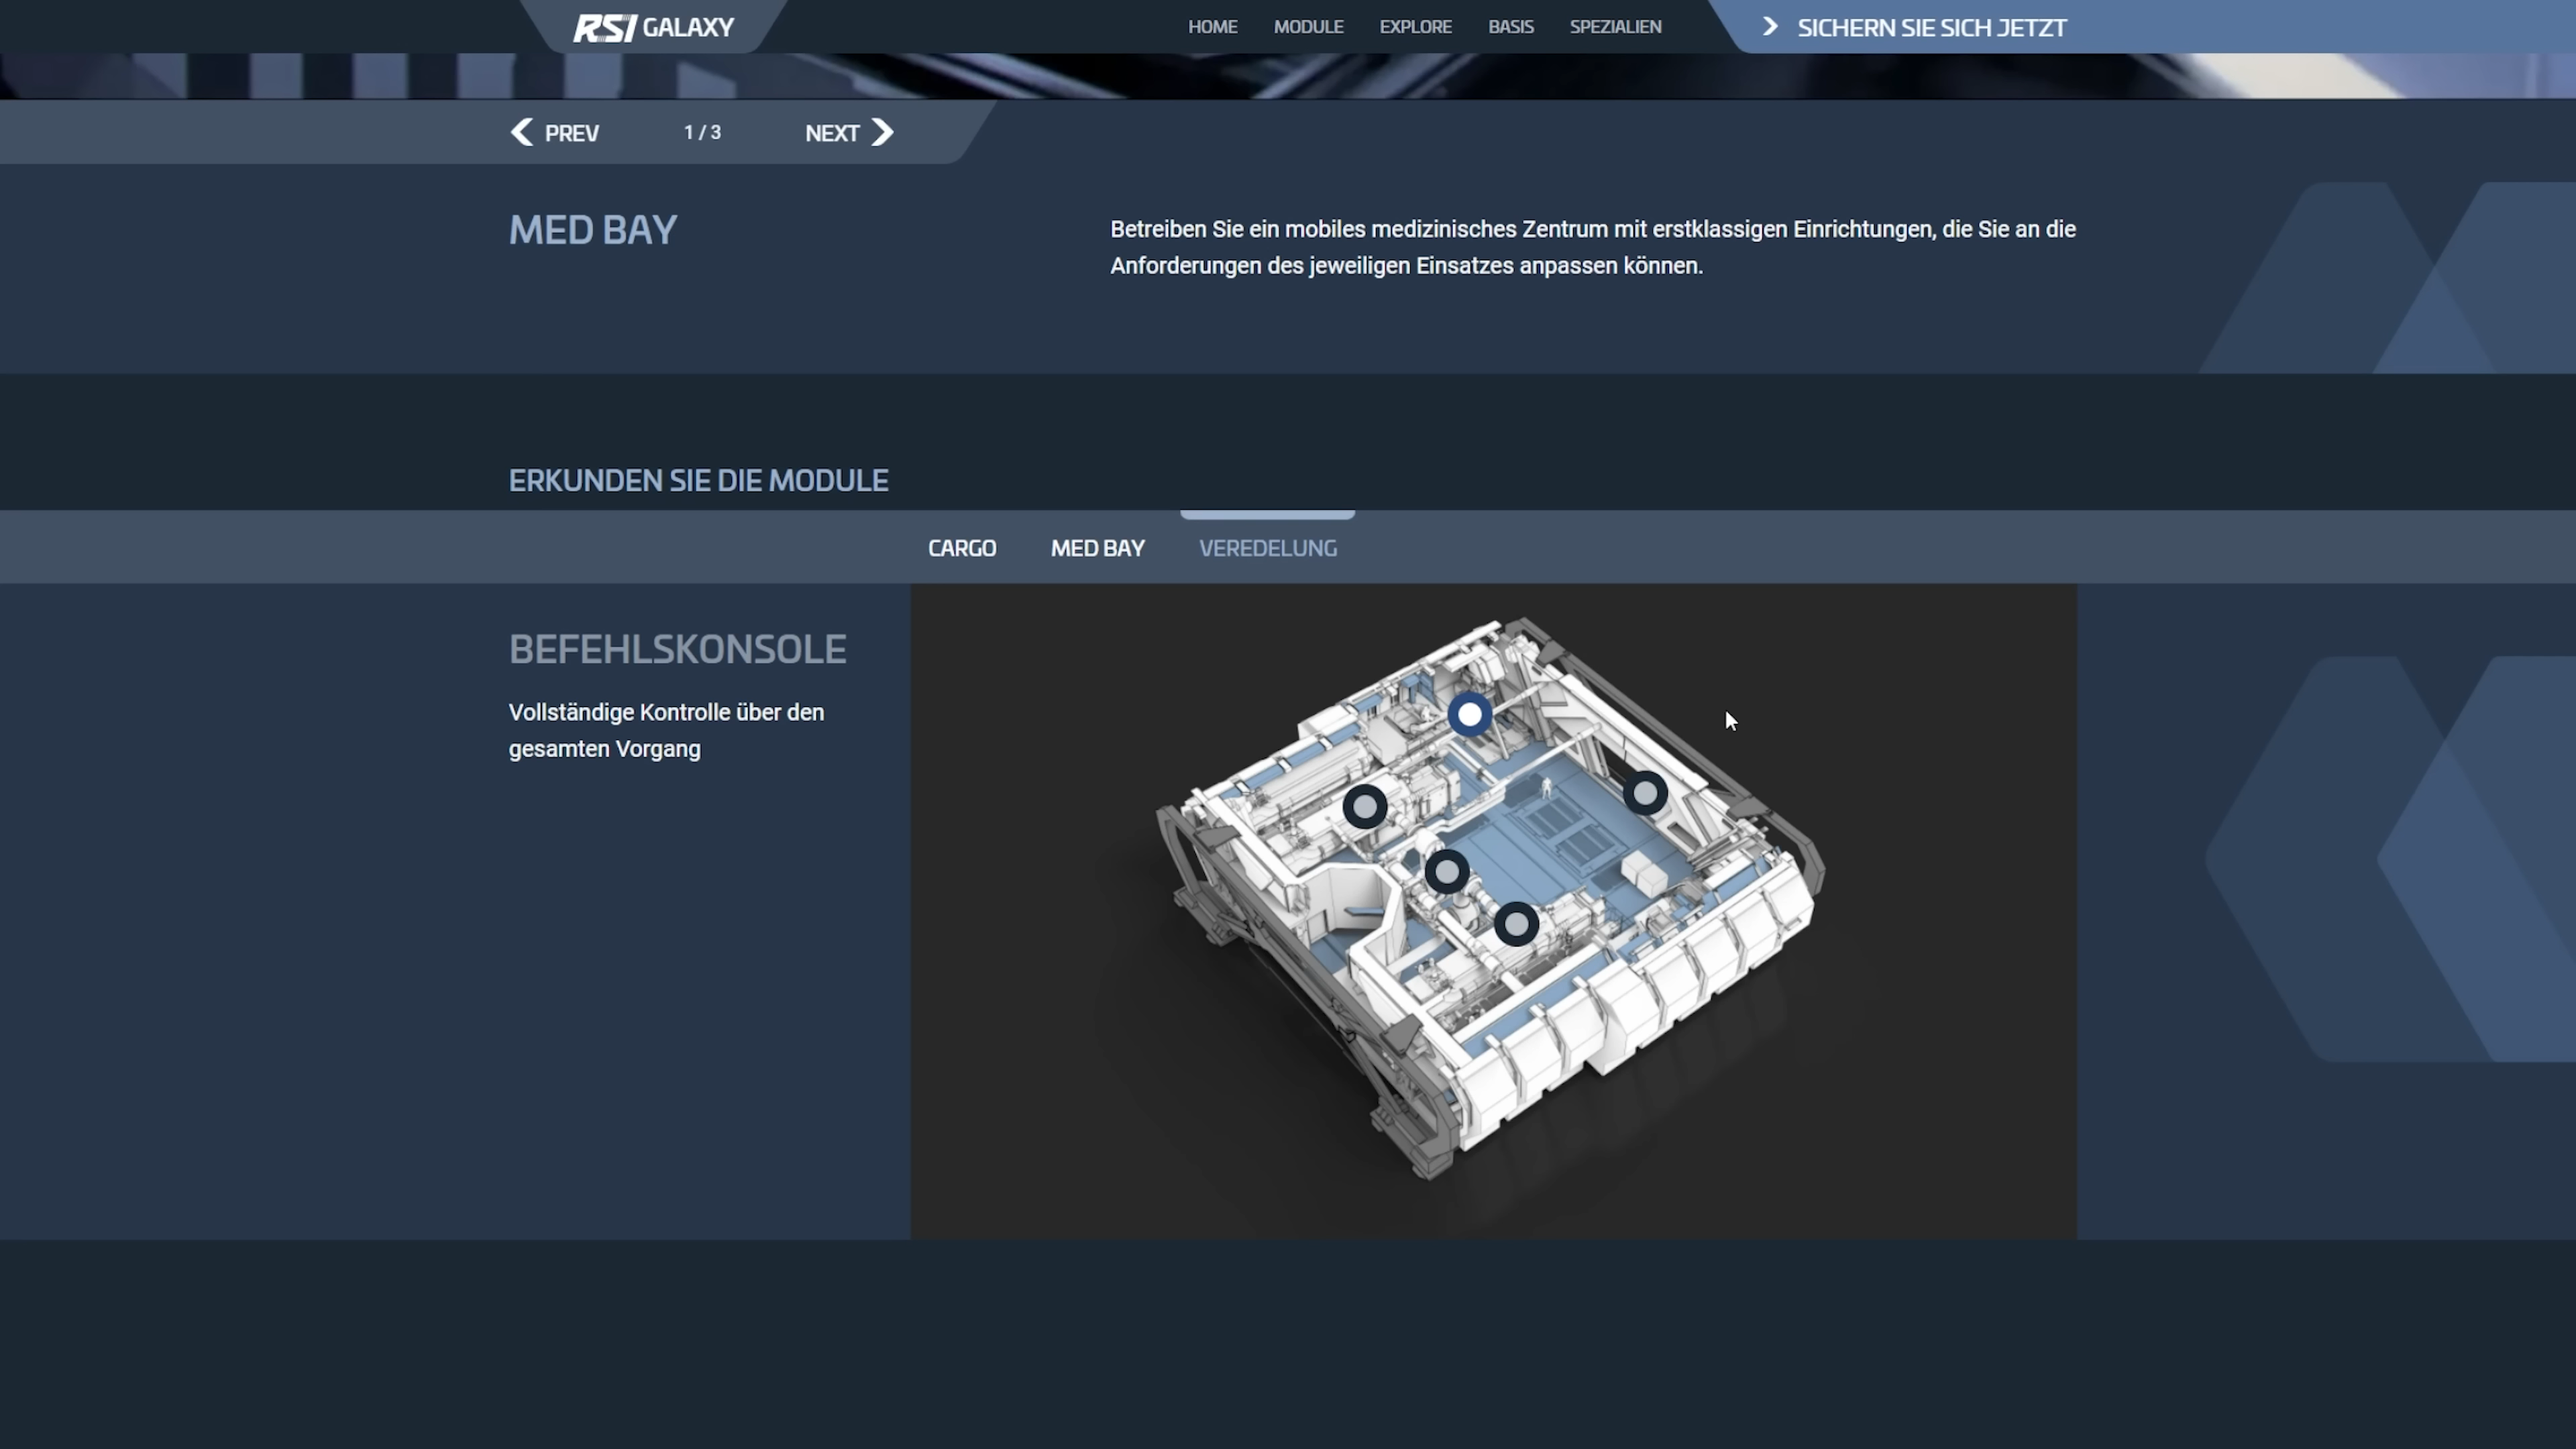 RSI GALAXY
HOME MODULE EXPLORE BASIS SPEZIALIEN
SICHERN SIE SICH JETZT
PREV 1 / 3 NEXT
MED BAY
Betreiben Sie ein mobiles medizinisches Zentrum mit erstklassigen Einrichtungen, die Sie an die
Anforderungen des jeweiligen Einsatzes anpassen können.
ERKUNDEN SIE DIE MODULE
CARGO MED BAY VEREDELUNG
BEFEHLSKONSOLE
Vollständige Kontrolle über den
gesamten Vorgang